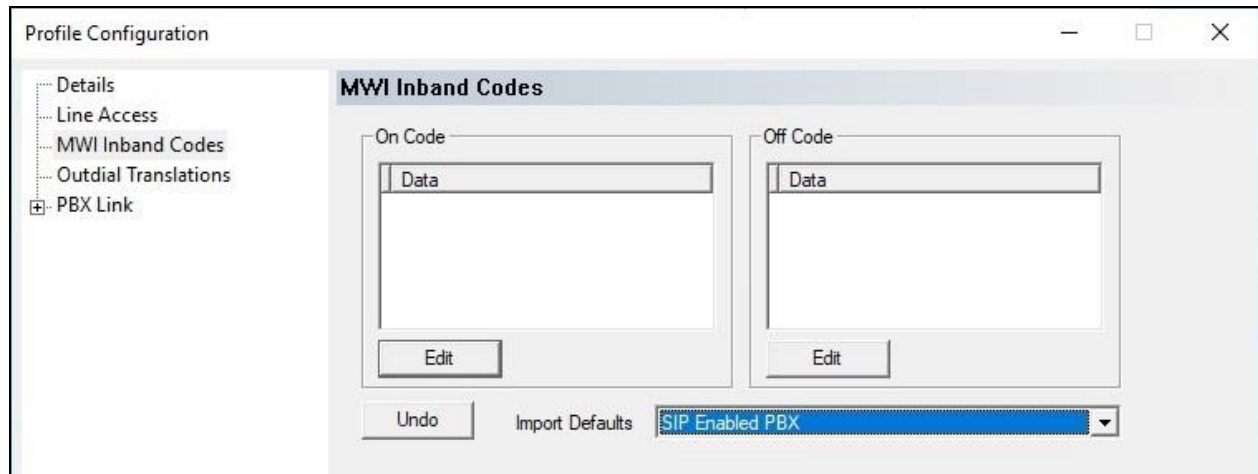 Profile Configuration
Details
Line Access
MWI Inband Codes
Outdial Translations
PBX Link
MWI Inband Codes
On Code
Data
Edit
Off Code
Data
Edit
Undo
Import Defaults SIP Enabled PBX